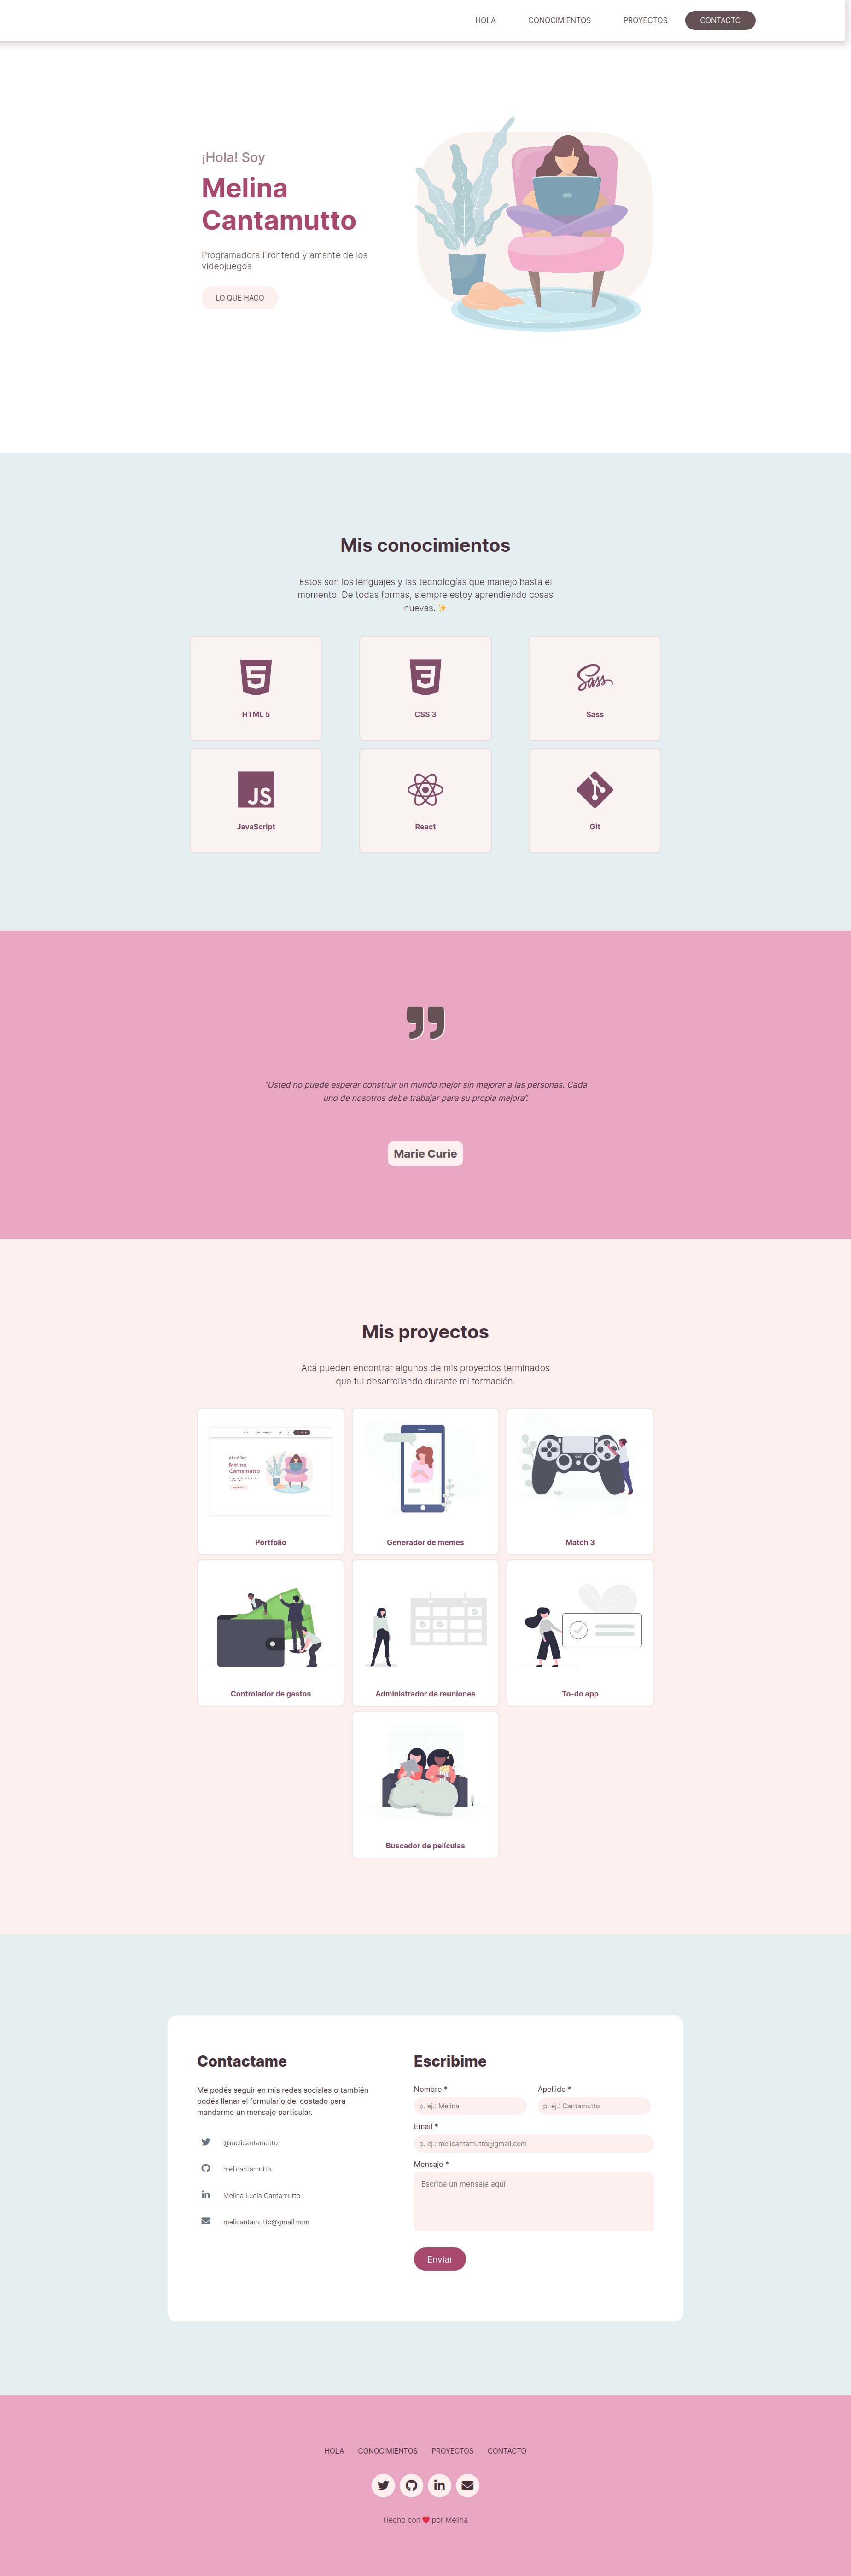 HOLA CONOCIMIENTOS PROYECTOS CONTACTO
¡Hola! Soy
Melina
Cantamutto
Programadora Frontend y amante de los
videojuegos
LO QUE HAGO
Mis conocimientos
Estos son los lenguajes y las tecnologías que manejo hasta el
momento. De todas formas, siempre estoy aprendiendo cosas
nuevas. ✨
HTML 5
CSS 3
Sass
Sass
JS
JavaScript
React
Git
"Usted no puede esperar construir un mundo mejor sin mejorar a las personas. Cada
uno de nosotros debe trabajar para su propia mejora".
Marie Curie
Mis proyectos
Acá pueden encontrar algunos de mis proyectos terminados
que fui desarrollando durante mi formación.
Melina
Cantamutto
Portfolio
Generador de memes
Match 3
Controlador de gastos
Administrador de reuniones
To-do app
Buscador de películas
Contactame
Me podés seguir en mis redes sociales o también
podés llenar el formulario del costado para
mandarme un mensaje particular.
@melicantamutto
melicantamutto
Melina Lucía Cantamutto
melicantamutto@gmail.com
Escribime
Nombre * Apellido *
p. ej.: Melina p. ej.: Cantamutto
Email *
p. ej.: melicantamutto@gmail.com
Mensaje *
Escriba un mensaje aquí
Enviar
HOLA CONOCIMIENTOS PROYECTOS CONTACTO
Hecho con ❤️ por Melina